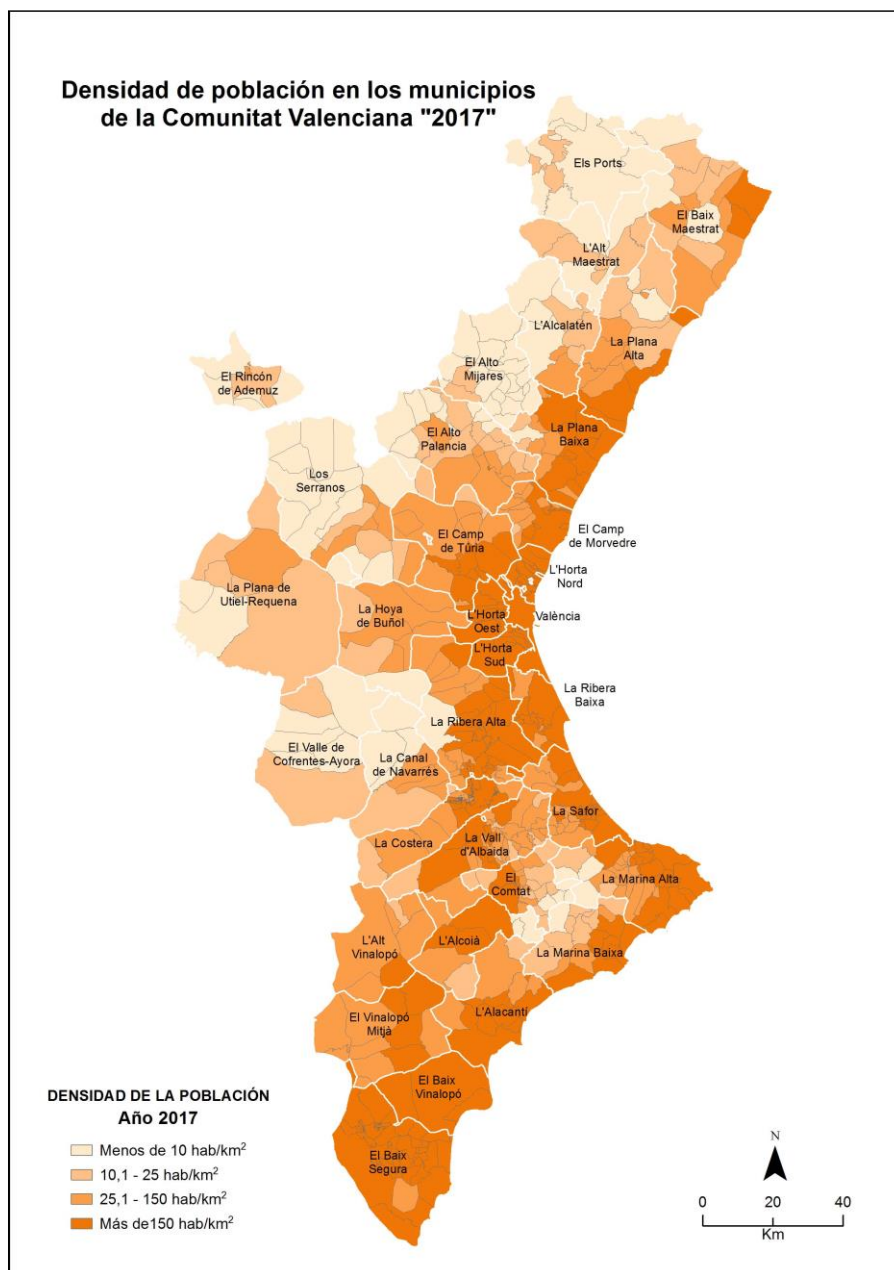 Densidad de población en los municipios
de la Comunitat Valenciana "2017"
Els Ports
El Baix
Maestrat
L'Alt
Maestrat
L'Alcalatén
La Plana
Alta
El Alto
Mijares
El Rincón
de Ademuz
La Plana
Baixa
El Alto
Palancia
Los
Serranos
El Camp
de Morvedre
El Camp
de Túria
L'Horta
Nord
La Plana de
Utiel-Requena
La Hoya
de Buñol
L'Horta
Oest
València
L'Horta
Sud
La Ribera
Baixa
La Ribera Alta
El Valle de
Cofrentes-Ayora
La Canal
de Navarrés
La Safor
La Costera
La Vall
d'Albaida
El
Comtat
La Marina Alta
L'Alt
Vinalopó
L'Alcoià
La Marina Baixa
El Vinalopó
Mitjà
L'Alacantí
El Baix
Vinalopó
El Baix
Segura
DENSIDAD DE LA POBLACIÓN
Año 2017
Menos de 10 hab/km²
10,1 - 25 hab/km²
25,1 - 150 hab/km²
Más de150 hab/km²
N
0 20 40
Km